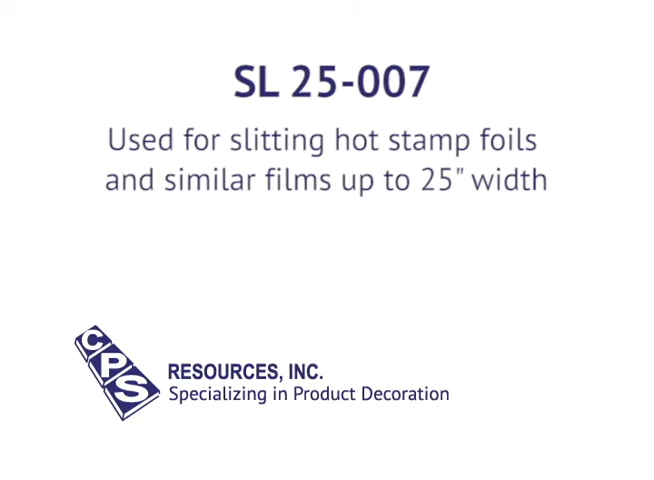 SL 25-007
Used for slitting hot stamp foils
and similar films up to 25" width
CPS
RESOURCES, INC.
Specializing in Product Decoration